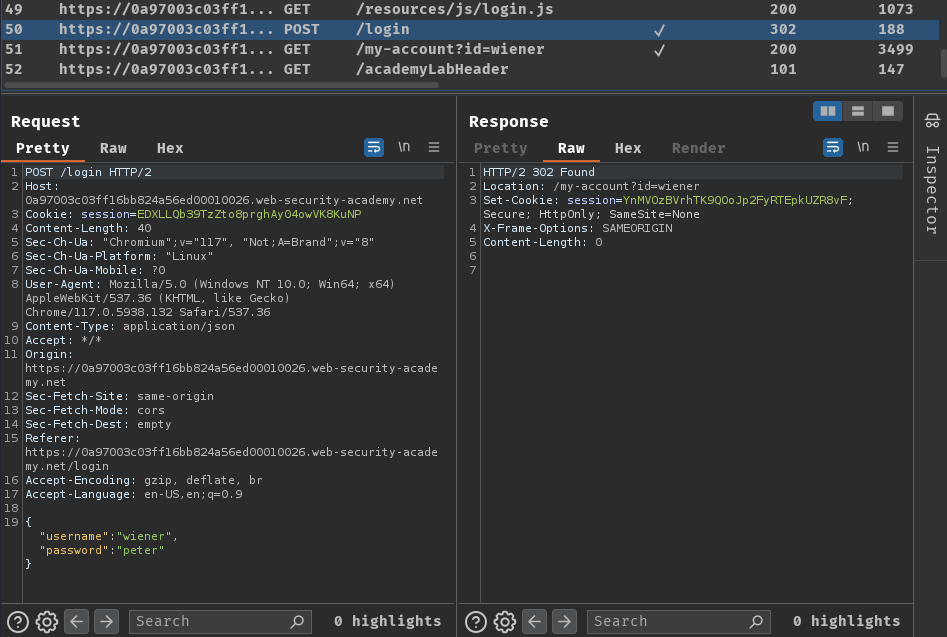 49 https://0a97003c03ff1... GET /resources/js/login.js 200 1073
50 https://0a97003c03ff1... POST /login ✓ 302 188
51 https://0a97003c03ff1... GET /my-account?id=wiener ✓ 200 3499
52 https://0a97003c03ff1... GET /academyLabHeader 101 147
Request
Pretty Raw Hex \n
1 POST /login HTTP/2
2 Host:
0a97003c03ff16bb824a56ed00010026.web-security-academy.net
3 Cookie: session=EDXLLQb39TzZto8prghAyO4owVK8KuNP
4 Content-Length: 40
5 Sec-Ch-Ua: "Chromium";v="117", "Not;A=Brand";v="8"
6 Sec-Ch-Ua-Platform: "Linux"
7 Sec-Ch-Ua-Mobile: ?0
8 User-Agent: Mozilla/5.0 (Windows NT 10.0; Win64; x64)
AppleWebKit/537.36 (KHTML, like Gecko)
Chrome/117.0.5938.132 Safari/537.36
9 Content-Type: application/json
10 Accept: */*
11 Origin:
https://0a97003c03ff16bb824a56ed00010026.web-security-acade
my.net
12 Sec-Fetch-Site: same-origin
13 Sec-Fetch-Mode: cors
14 Sec-Fetch-Dest: empty
15 Referer:
https://0a97003c03ff16bb824a56ed00010026.web-security-acade
my.net/login
16 Accept-Encoding: gzip, deflate, br
17 Accept-Language: en-US,en;q=0.9
18
19 {
"username":"wiener",
"password":"peter"
}
Search 0 highlights
Response
Pretty Raw Hex Render \n
1 HTTP/2 302 Found
2 Location: /my-account?id=wiener
3 Set-Cookie: session=YnMVOzBVrhTK9QOoJp2FyRTEpkUZR8vF;
Secure; HttpOnly; SameSite=None
4 X-Frame-Options: SAMEORIGIN
5 Content-Length: 0
6
7
Search 0 highlights
Inspector